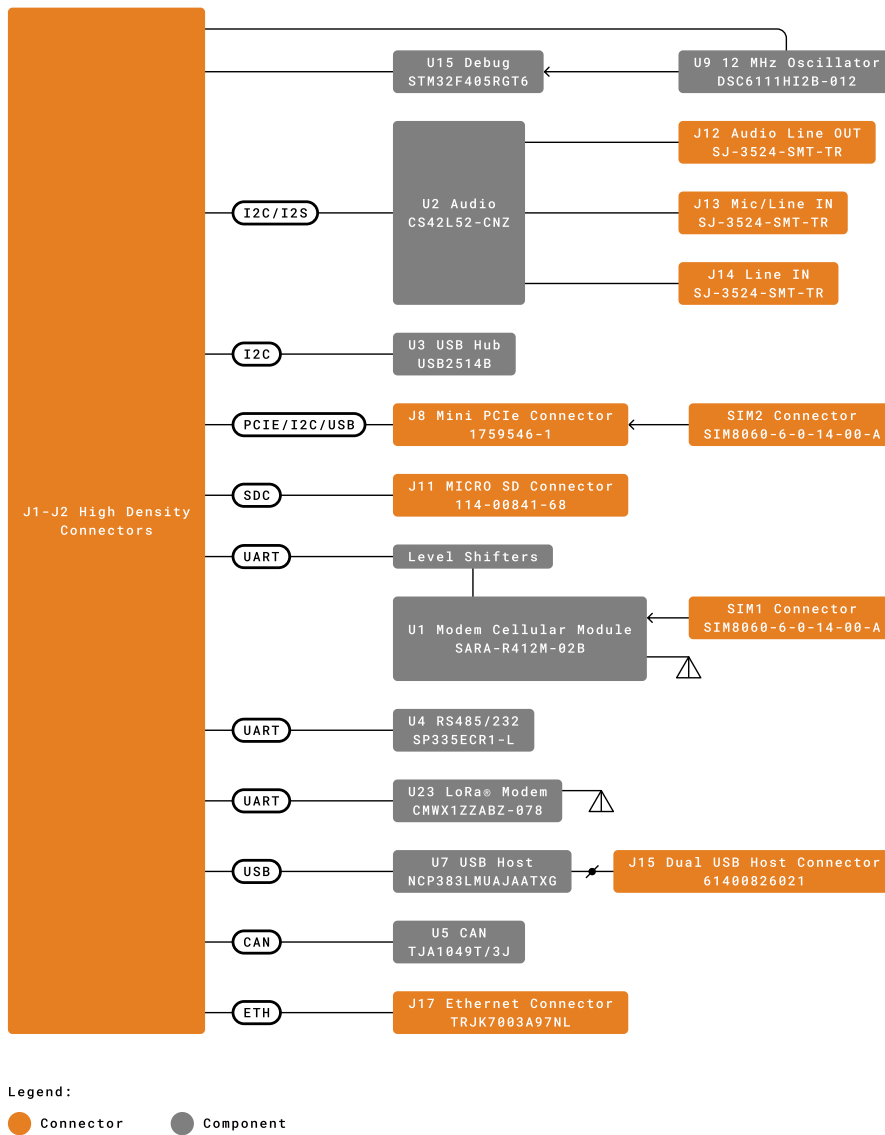 U15 Debug
STM32F405RGT6
U9 12 MHz Oscillator
DSC6111HI2B-012
J12 Audio Line OUT
SJ-3524-SMT-TR
I2C/I2S
U2 Audio
CS42L52-CNZ
J13 Mic/Line IN
SJ-3524-SMT-TR
J14 Line IN
SJ-3524-SMT-TR
I2C
U3 USB Hub
USB2514B
PCIE/I2C/USB
J8 Mini PCIe Connector
1759546-1
SIM2 Connector
SIM8060-6-0-14-00-A
SDC
J11 MICRO SD Connector
114-00841-68
J1-J2 High Density
Connectors
UART
Level Shifters
U1 Modem Cellular Module
SARA-R412M-02B
SIM1 Connector
SIM8060-6-0-14-00-A
UART
U4 RS485/232
SP335ECR1-L
UART
U23 LoRa® Modem
CMWX1ZZABZ-078
USB
U7 USB Host
NCP383LMUAJAATXG
J15 Dual USB Host Connector
61400826021
CAN
U5 CAN
TJA1049T/3J
ETH
J17 Ethernet Connector
TRJK7003A97NL
Legend:
Connector
Component